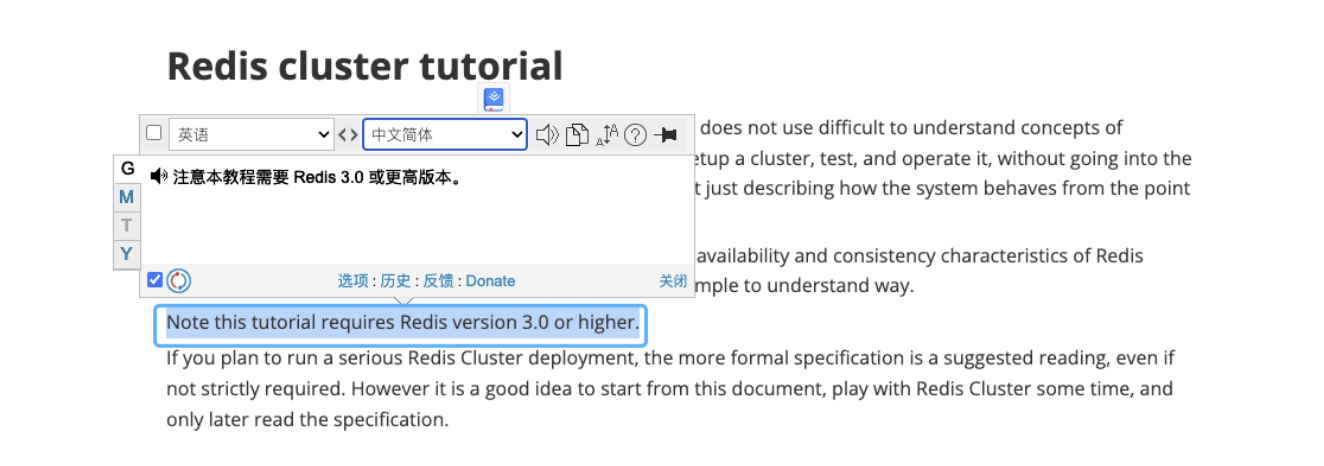 Redis cluster tutorial
英语
中文简体
does not use difficult to understand concepts of
etup a cluster, test, and operate it, without going into the
G
注意本教程需要 Redis 3.0 或更高版本。
t just describing how the system behaves from the point
M
T
Y
availability and consistency characteristics of Redis
选项 : 历史 : 反馈 : Donate
关闭
mple to understand way.
Note this tutorial requires Redis version 3.0 or higher.
If you plan to run a serious Redis Cluster deployment, the more formal specification is a suggested reading, even if
not strictly required. However it is a good idea to start from this document, play with Redis Cluster some time, and
only later read the specification.